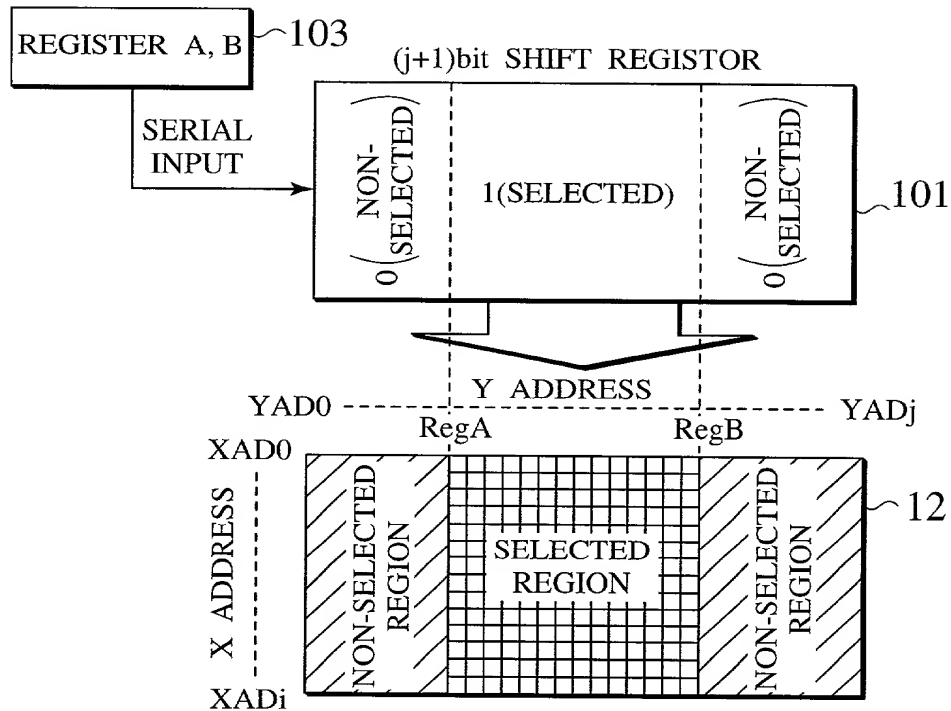 REGISTER A, B
103
(j+1)bit SHIFT REGISTOR
SERIAL
INPUT
0(NON-
SELECTED)
1(SELECTED)
0(NON-
SELECTED)
101
Y ADDRESS
YAD0
YADj
RegA
RegB
XAD0
X ADDRESS
XADi
NON-SELECTED
REGION
SELECTED
REGION
NON-SELECTED
REGION
12